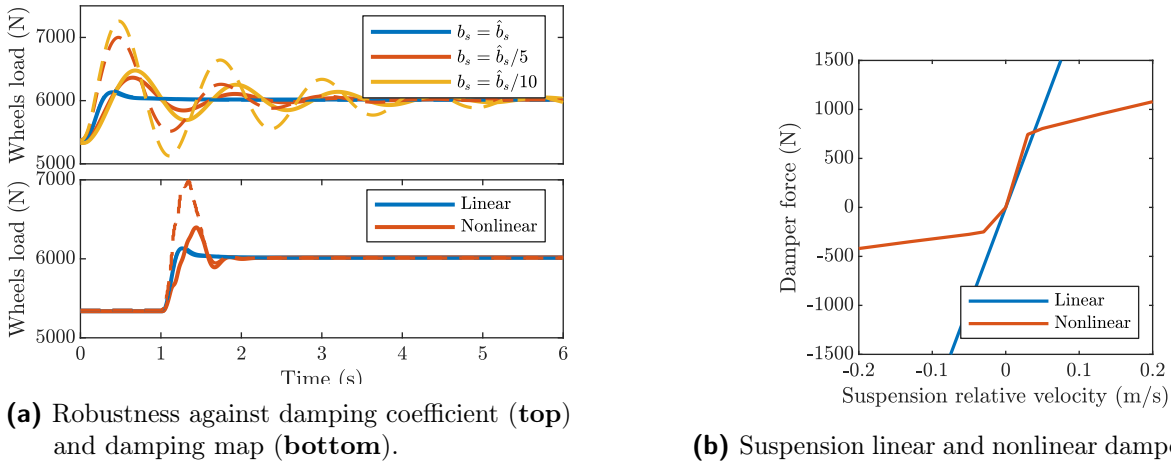 7000
6000
5000
Wheels load (N)
b_s = b̂_s
b_s = b̂_s/5
b_s = b̂_s/10
7000
6000
5000
Wheels load (N)
Linear
Nonlinear
0 1 2 3 4 5 6
Time (s)
(a) Robustness against damping coefficient (top)
and damping map (bottom).
1500
1000
500
0
-500
-1000
-1500
Damper force (N)
Linear
Nonlinear
-0.2 -0.1 0 0.1 0.2
Suspension relative velocity (m/s)
(b) Suspension linear and nonlinear dampe